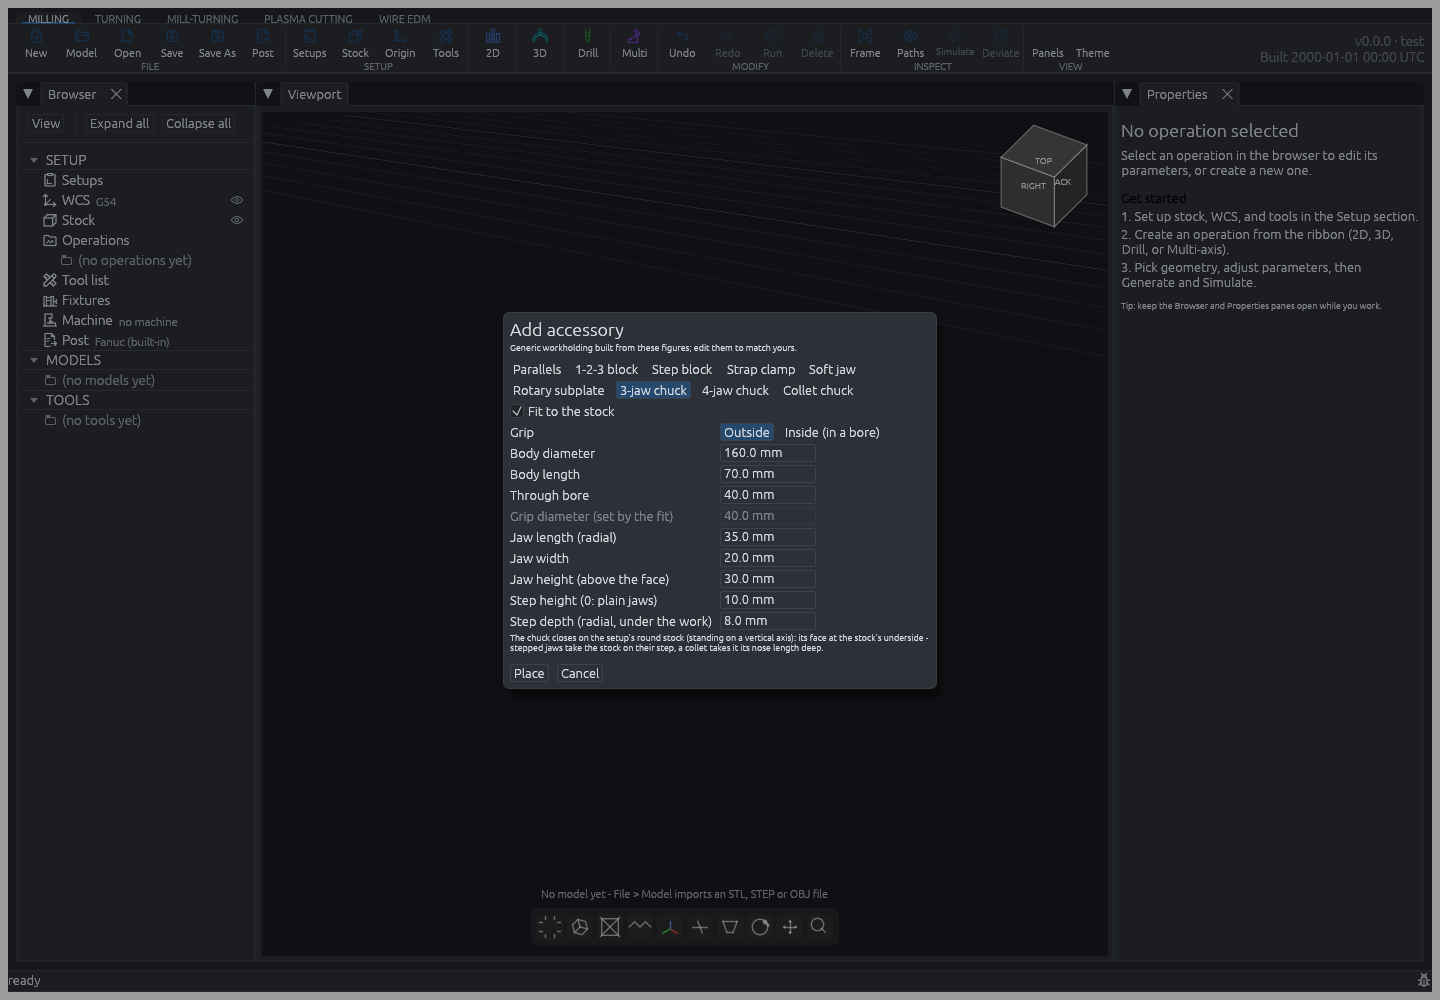 MILLING TURNING MILL-TURNING PLASMA CUTTING WIRE EDM
New Model Open Save Save As Post Setups Stock Origin Tools 2D 3D Drill Multi Undo Redo Run Delete Frame Paths Simulate Deviate Panels Theme
FILE SETUP MODIFY INSPECT VIEW
v0.0.0 · test
Built 2000-01-01 00:00 UTC
Browser
View Expand all Collapse all
SETUP
Setups
WCS G54
Stock
Operations
(no operations yet)
Tool list
Fixtures
Machine no machine
Post Fanuc (built-in)
MODELS
(no models yet)
TOOLS
(no tools yet)
Viewport
TOP
RIGHT ACK
Add accessory
Generic workholding built from these figures; edit them to match yours.
Parallels 1-2-3 block Step block Strap clamp Soft jaw
Rotary subplate 3-jaw chuck 4-jaw chuck Collet chuck
Fit to the stock
Grip Outside Inside (in a bore)
Body diameter 160.0 mm
Body length 70.0 mm
Through bore 40.0 mm
Grip diameter (set by the fit) 40.0 mm
Jaw length (radial) 35.0 mm
Jaw width 20.0 mm
Jaw height (above the face) 30.0 mm
Step height (0: plain jaws) 10.0 mm
Step depth (radial, under the work) 8.0 mm
The chuck closes on the setup's round stock (standing on a vertical axis): its face at the stock's underside -
stepped jaws take the stock on their step, a collet takes it its nose length deep.
Place Cancel
No model yet - File > Model imports an STL, STEP or OBJ file
Properties
No operation selected
Select an operation in the browser to edit its
parameters, or create a new one.
Get started
1. Set up stock, WCS, and tools in the Setup section.
2. Create an operation from the ribbon (2D, 3D,
Drill, or Multi-axis).
3. Pick geometry, adjust parameters, then
Generate and Simulate.
Tip: keep the Browser and Properties panes open while you work.
ready